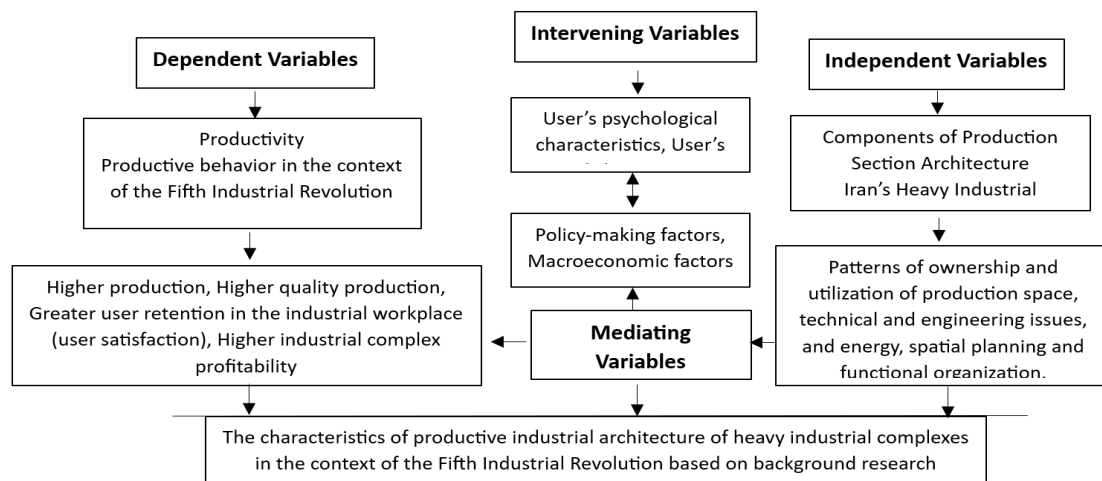 Dependent Variables
Productivity
Productive behavior in the context
of the Fifth Industrial Revolution
Higher production, Higher quality production,
Greater user retention in the industrial workplace
(user satisfaction), Higher industrial complex
profitability
Intervening Variables
User’s psychological
characteristics, User’s
Policy-making factors,
Macroeconomic factors
Mediating
Variables
Independent Variables
Components of Production
Section Architecture
Iran’s Heavy Industrial
Patterns of ownership and
utilization of production space,
technical and engineering issues,
and energy, spatial planning and
functional organization.
The characteristics of productive industrial architecture of heavy industrial complexes
in the context of the Fifth Industrial Revolution based on background research